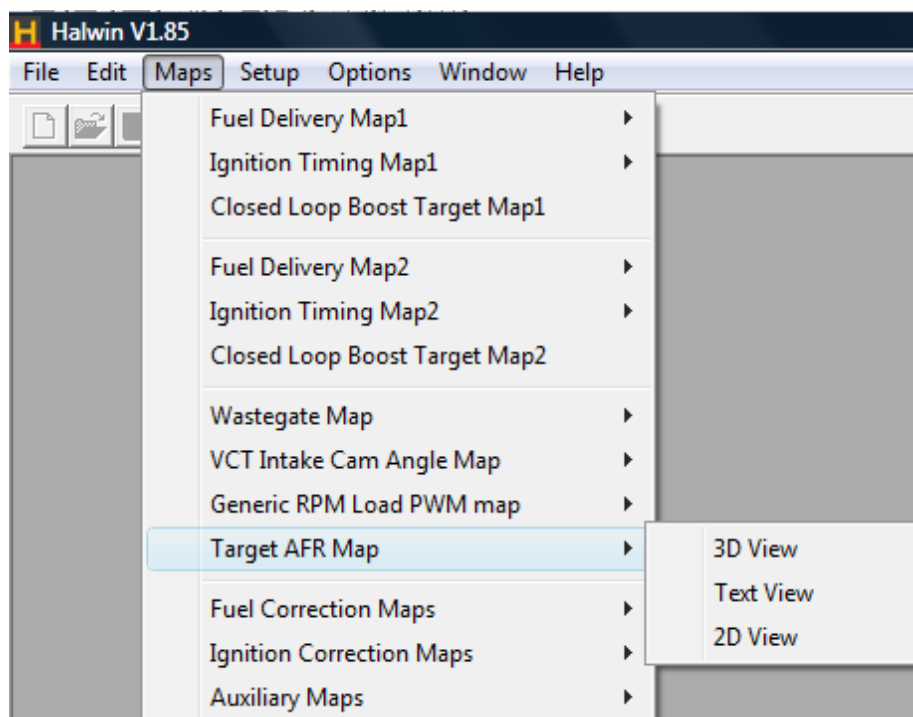 H Halwin V1.85
File Edit Maps Setup Options Window Help
Fuel Delivery Map1
Ignition Timing Map1
Closed Loop Boost Target Map1
Fuel Delivery Map2
Ignition Timing Map2
Closed Loop Boost Target Map2
Wastegate Map
VCT Intake Cam Angle Map
Generic RPM Load PWM map
Target AFR Map
3D View
Text View
2D View
Fuel Correction Maps
Ignition Correction Maps
Auxiliary Maps